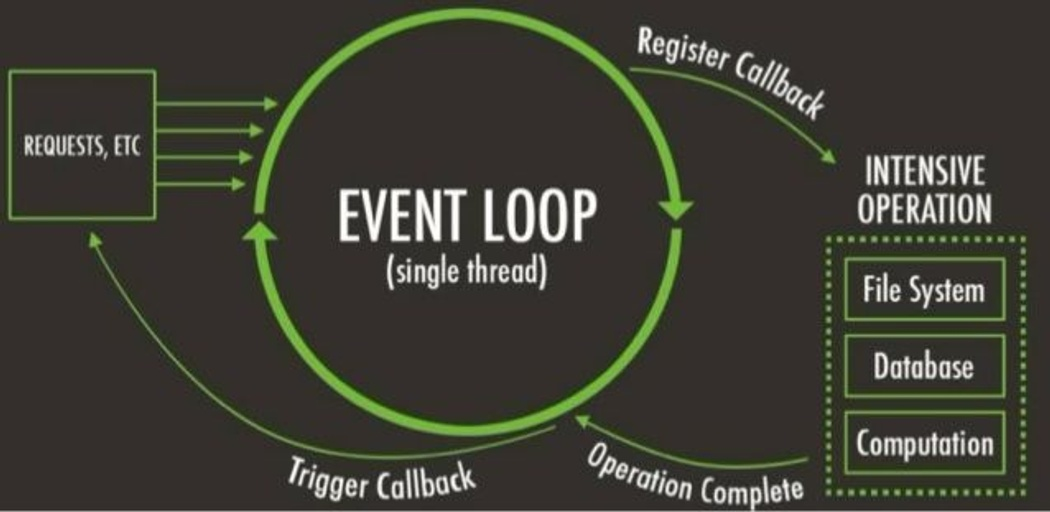 REQUESTS, ETC
EVENT LOOP
(single thread)
Register Callback
INTENSIVE
OPERATION
File System
Database
Computation
Operation Complete
Trigger Callback